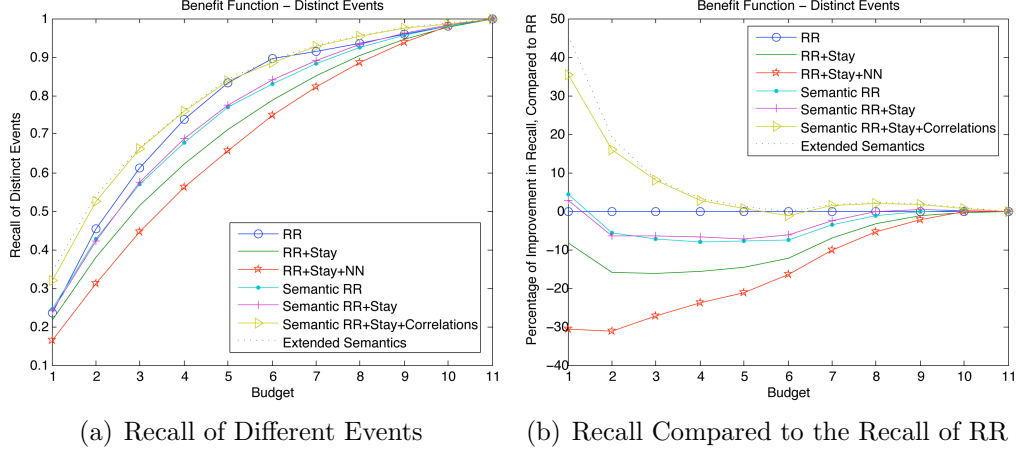 Benefit Function – Distinct Events
Recall of Distinct Events
1
0.9
0.8
0.7
0.6
0.5
0.4
0.3
0.2
0.1
RR
RR+Stay
RR+Stay+NN
Semantic RR
Semantic RR+Stay
Semantic RR+Stay+Correlations
Extended Semantics
1 2 3 4 5 6 7 8 9 10 11
Budget
(a) Recall of Different Events
Benefit Function – Distinct Events
Percentage of Improvement in Recall, Compared to RR
50
40
30
20
10
0
−10
−20
−30
−40
RR
RR+Stay
RR+Stay+NN
Semantic RR
Semantic RR+Stay
Semantic RR+Stay+Correlations
Extended Semantics
1 2 3 4 5 6 7 8 9 10 11
Budget
(b) Recall Compared to the Recall of RR